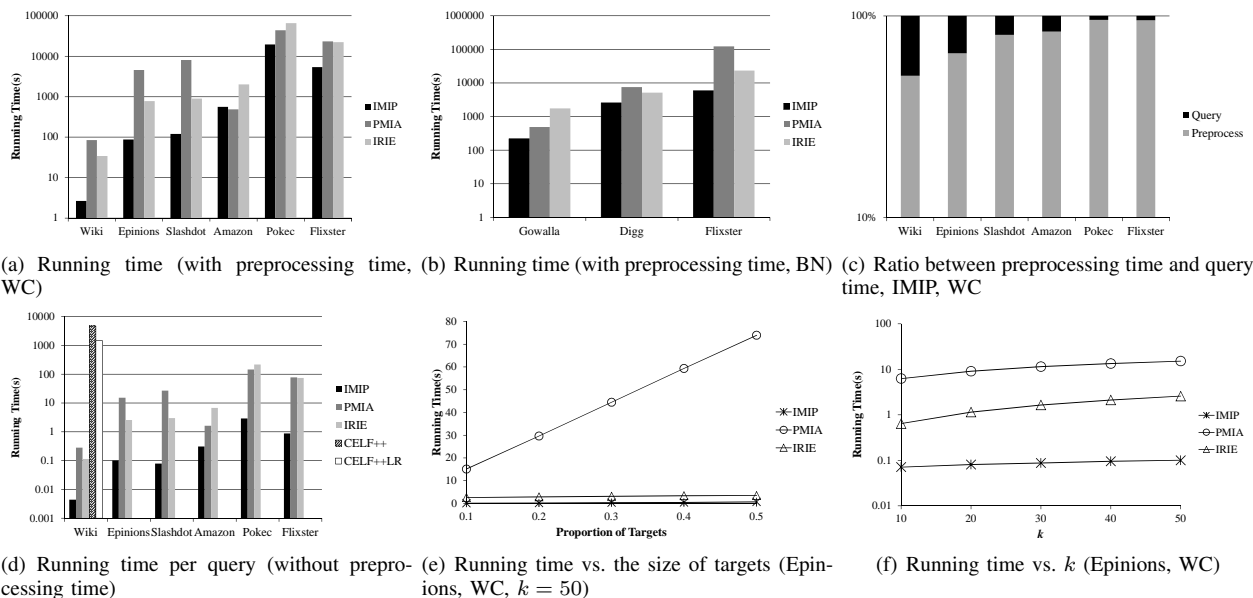 100000
10000
1000
100
10
1
Running Time(s)
Wiki Epinions Slashdot Amazon Pokec Flixster
IMIP
PMIA
IRIE
(a) Running time (with preprocessing time,
WC)
1000000
100000
10000
1000
100
10
1
Running Time(s)
Gowalla Digg Flixster
IMIP
PMIA
IRIE
(b) Running time (with preprocessing time, BN)
100%
10%
Wiki Epinions Slashdot Amazon Pokec Flixster
Query
Preprocess
(c) Ratio between preprocessing time and query
time, IMIP, WC
10000
1000
100
10
1
0.1
0.01
0.001
Running Time(s)
Wiki Epinions Slashdot Amazon Pokec Flixster
IMIP
PMIA
IRIE
CELF++
CELF++LR
(d) Running time per query (without prepro-
cessing time)
80
70
60
50
40
30
20
10
0
Running Time(s)
0.1 0.2 0.3 0.4 0.5
Proportion of Targets
IMIP
PMIA
IRIE
(e) Running time vs. the size of targets (Epin-
ions, WC, k = 50)
100
10
1
0.1
0.01
Running Time(s)
10 20 30 40 50
k
IMIP
PMIA
IRIE
(f) Running time vs. k (Epinions, WC)